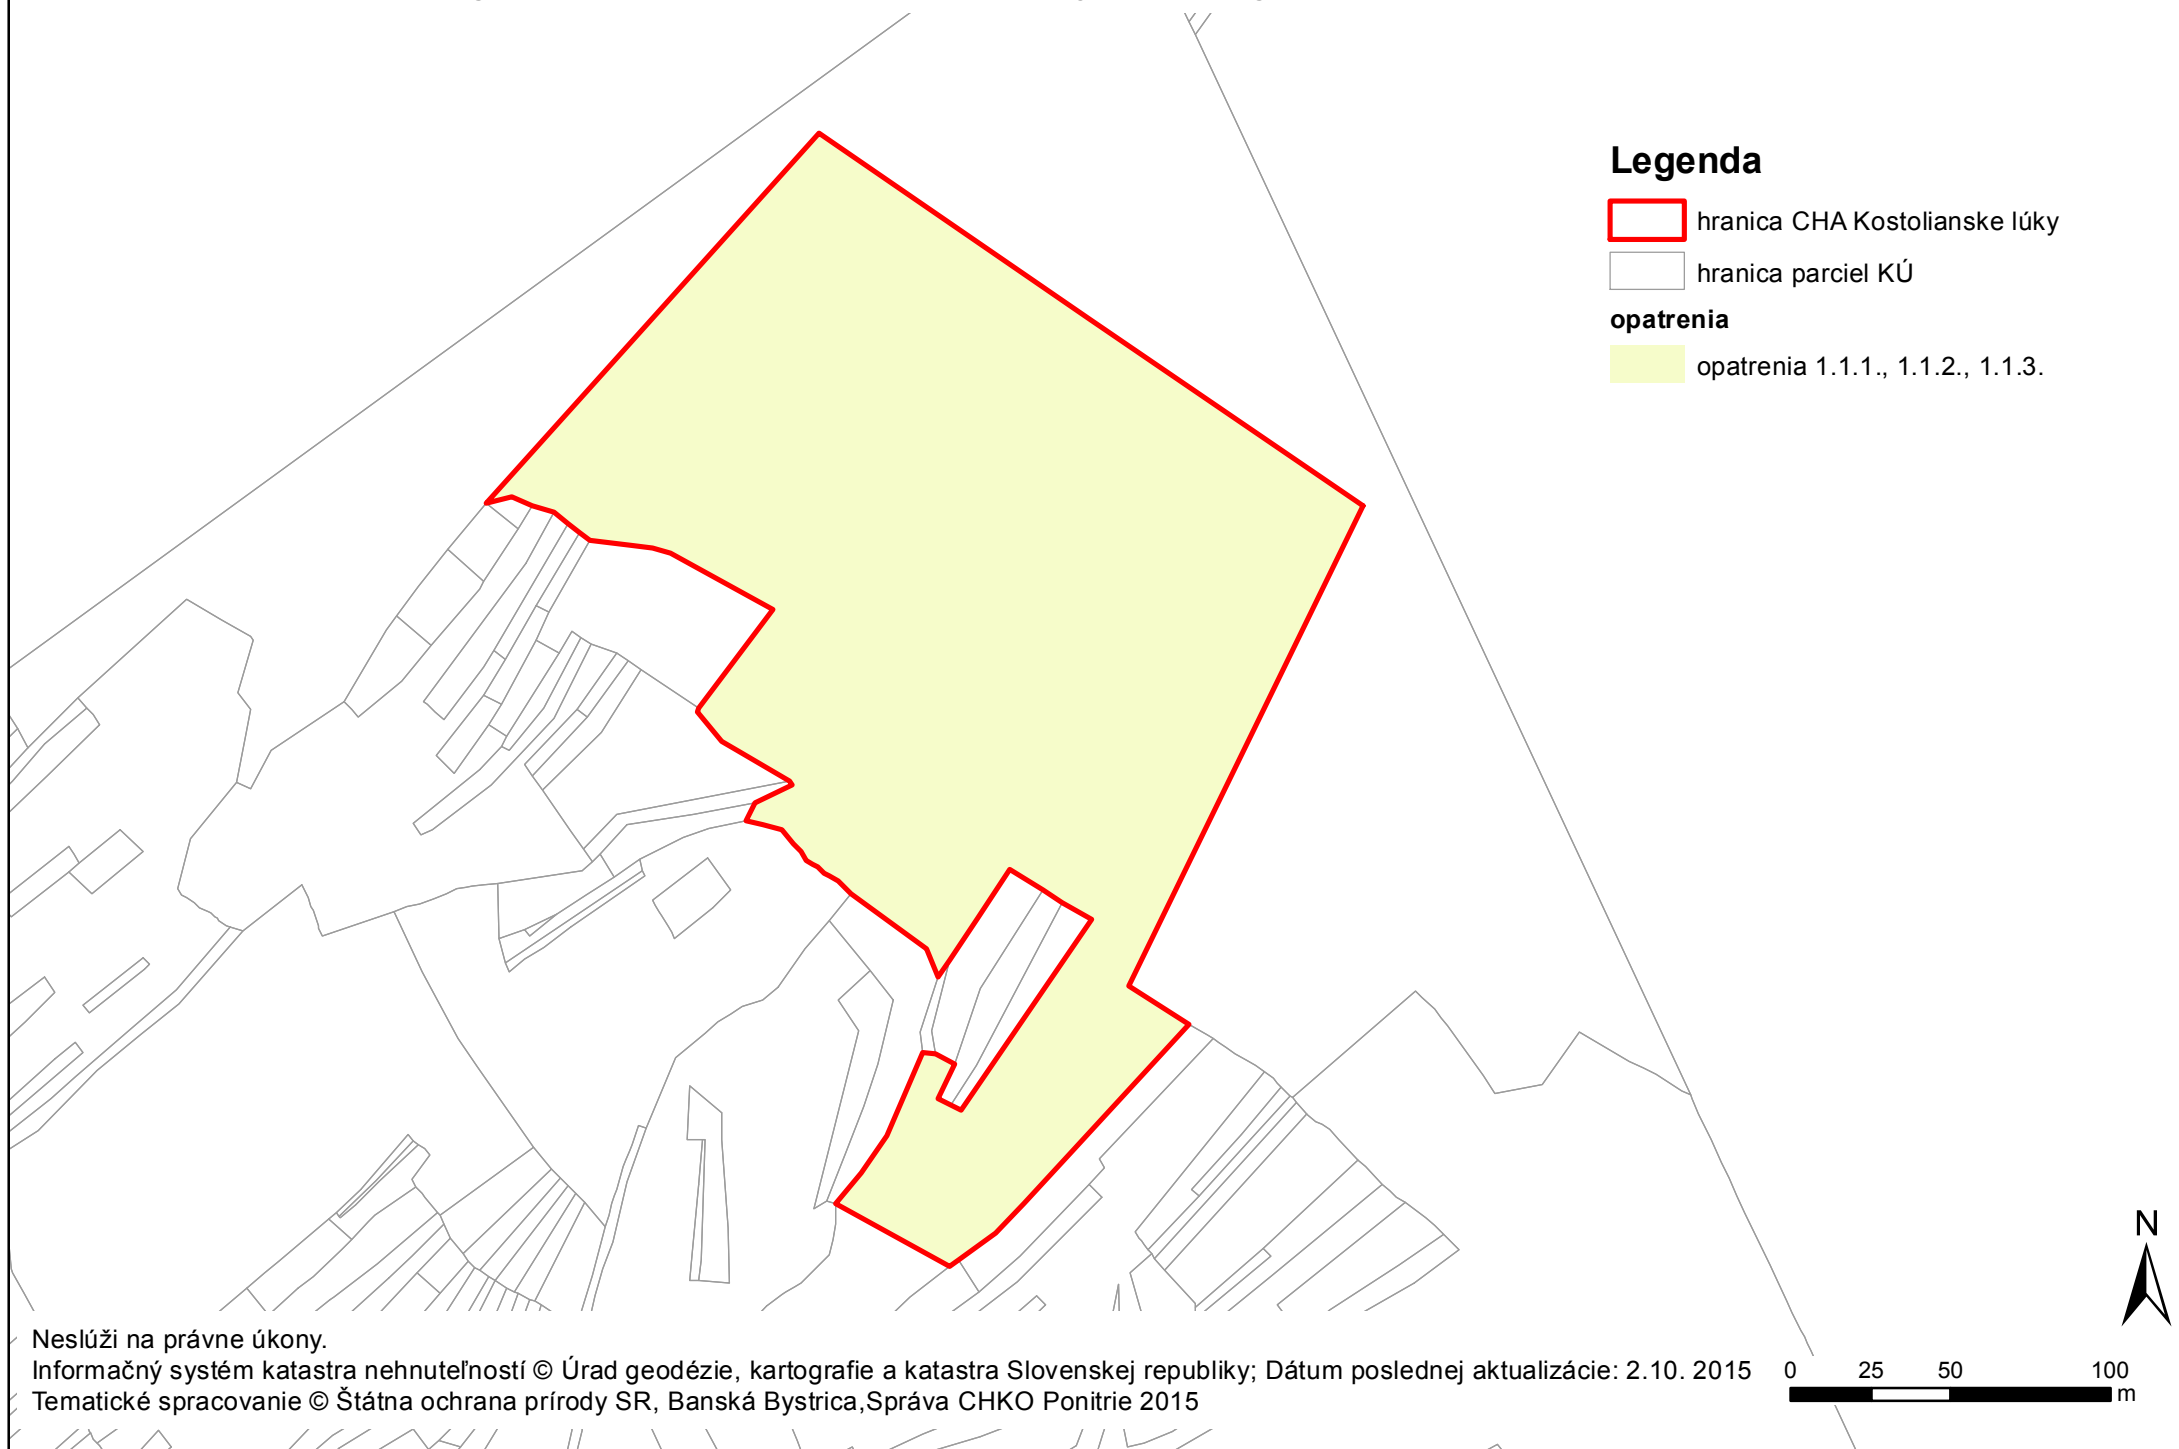 Legenda
hranica CHA Kostolianske lúky
hranica parciel KÚ
opatrenia
opatrenia 1.1.1., 1.1.2., 1.1.3.
N
Neslúži na právne úkony.
Informačný systém katastra nehnuteľností © Úrad geodézie, kartografie a katastra Slovenskej republiky; Dátum poslednej aktualizácie: 2.10. 2015
Tematické spracovanie © Štátna ochrana prírody SR, Banská Bystrica,Správa CHKO Ponitrie 2015
0 25 50 100
m